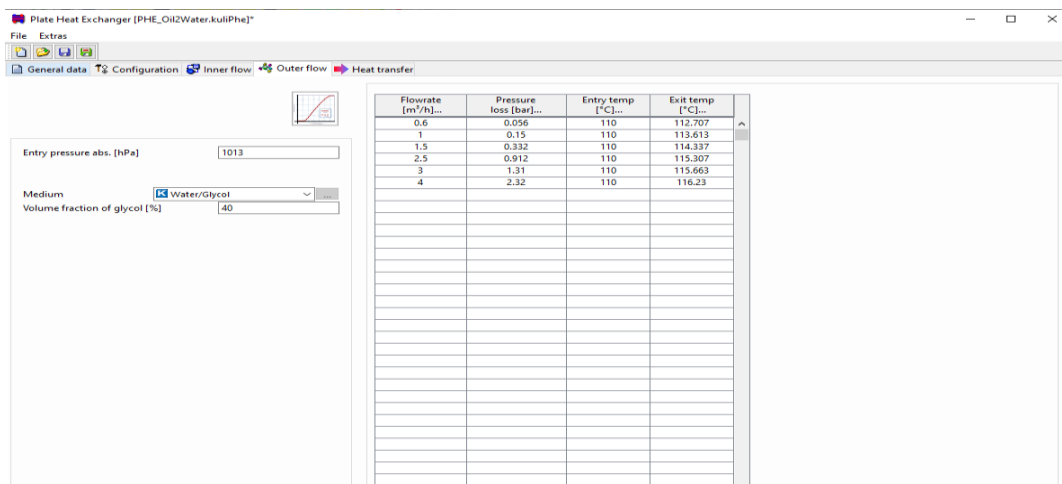 Plate Heat Exchanger [PHE_Oil2Water.kuliPhe]*
File Extras
General data Configuration Inner flow Outer flow Heat transfer
Entry pressure abs. [hPa] 1013
Medium K Water/Glycol ...
Volume fraction of glycol [%] 40
Flowrate Pressure Entry temp Exit temp
[m³/h]... loss [bar]... [°C]... [°C]...
0.6 0.056 110 112.707
1 0.15 110 113.613
1.5 0.332 110 114.337
2.5 0.912 110 115.307
3 1.31 110 115.663
4 2.32 110 116.23